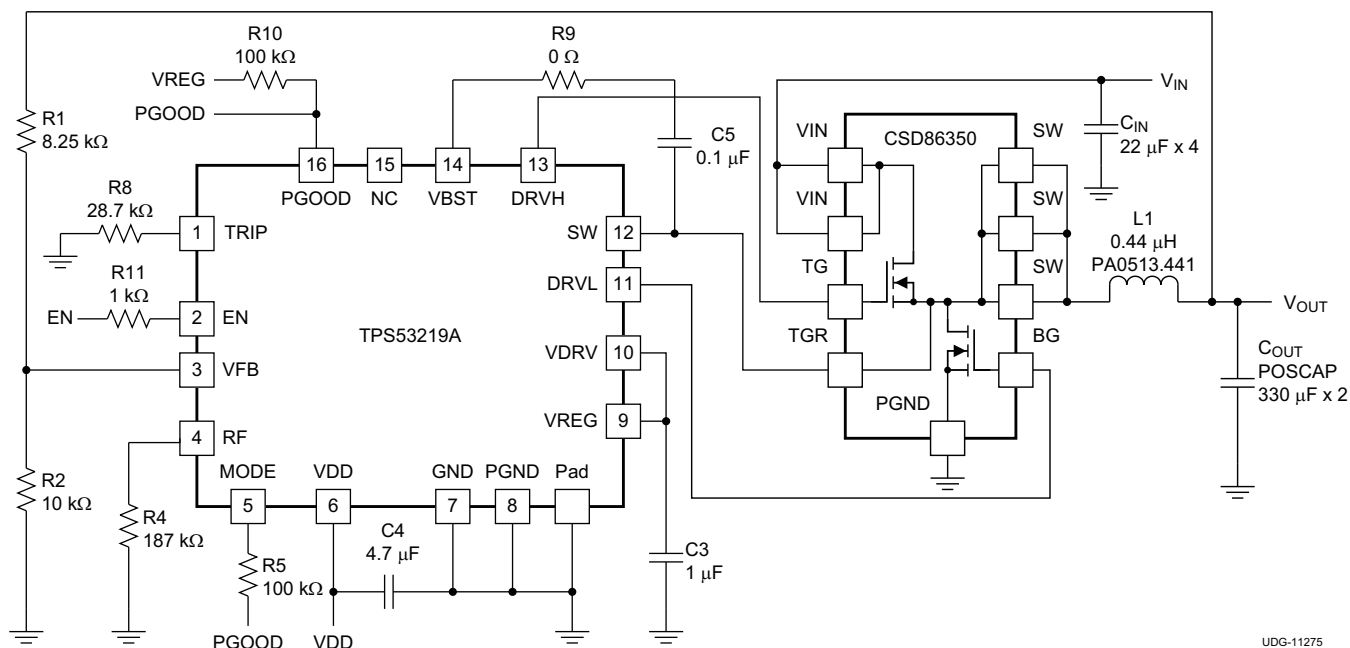 R10
100 kΩ
R9
0 Ω
VREG
PGOOD
VIN
CIN
22 µF x 4
R1
8.25 kΩ
C5
0.1 µF
VIN
CSD86350
SW
16
15
14
13
PGOOD
NC
VBST
DRVH
R8
28.7 kΩ
1
TRIP
SW
12
VIN
SW
L1
0.44 µH
PA0513.441
R11
1 kΩ
DRVL
11
TG
SW
EN
2
EN
TPS53219A
VOUT
3
VFB
VDRV
10
TGR
BG
COUT
POSCAP
330 µF x 2
4
RF
VREG
9
PGND
MODE
VDD
GND
PGND
Pad
R2
10 kΩ
5
6
7
8
R4
187 kΩ
C4
4.7 µF
C3
1 µF
R5
100 kΩ
PGOOD
VDD
UDG-11275